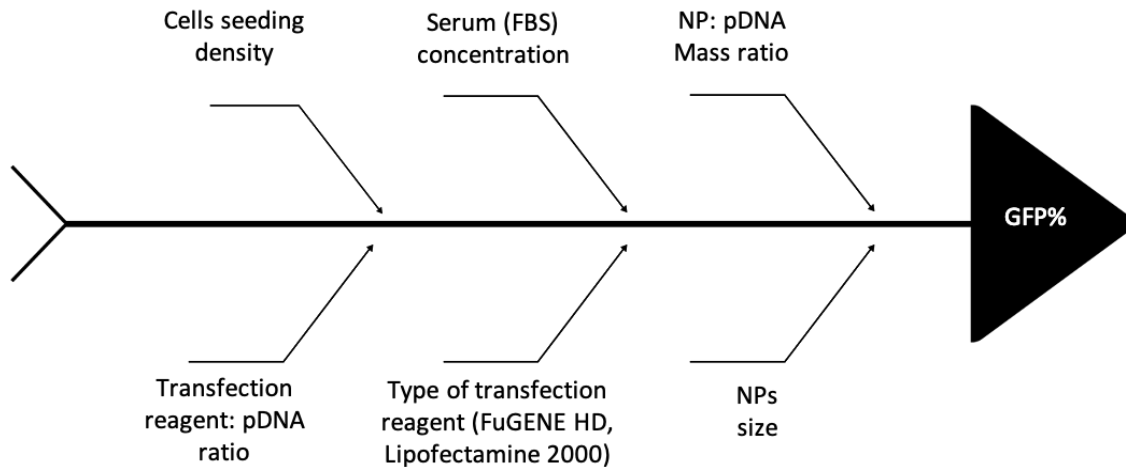 Cells seeding
density
Serum (FBS)
concentration
NP: pDNA
Mass ratio
GFP%
Transfection
reagent: pDNA
ratio
Type of transfection
reagent (FuGENE HD,
Lipofectamine 2000)
NPs
size